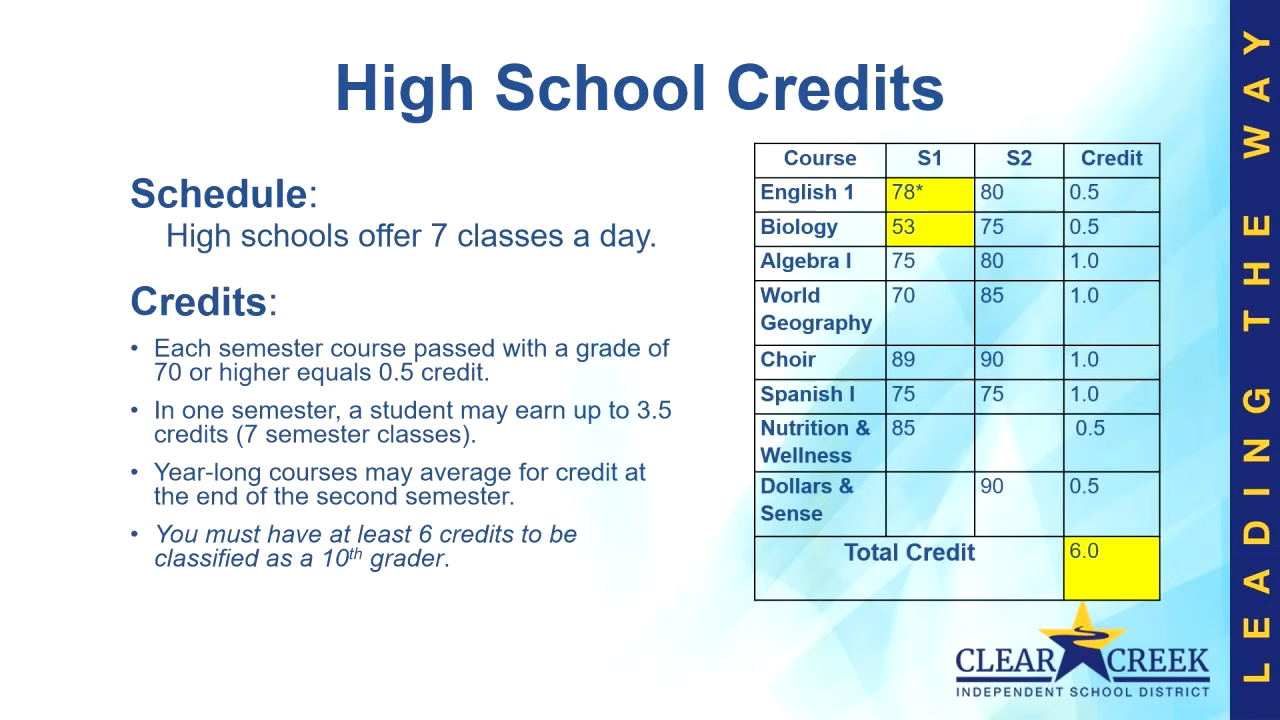 High School Credits
Schedule:
High schools offer 7 classes a day.
Credits:
• Each semester course passed with a grade of
70 or higher equals 0.5 credit.
• In one semester, a student may earn up to 3.5
credits (7 semester classes).
• Year-long courses may average for credit at
the end of the second semester.
• You must have at least 6 credits to be
classified as a 10th grader.
Course S1 S2 Credit
English 1 78* 80 0.5
Biology 53 75 0.5
Algebra I 75 80 1.0
World 70 85 1.0
Geography
Choir 89 90 1.0
Spanish I 75 75 1.0
Nutrition & 85 0.5
Wellness
Dollars & 90 0.5
Sense
Total Credit 6.0
CLEAR CREEK
INDEPENDENT SCHOOL DISTRICT
LEADING THE WAY